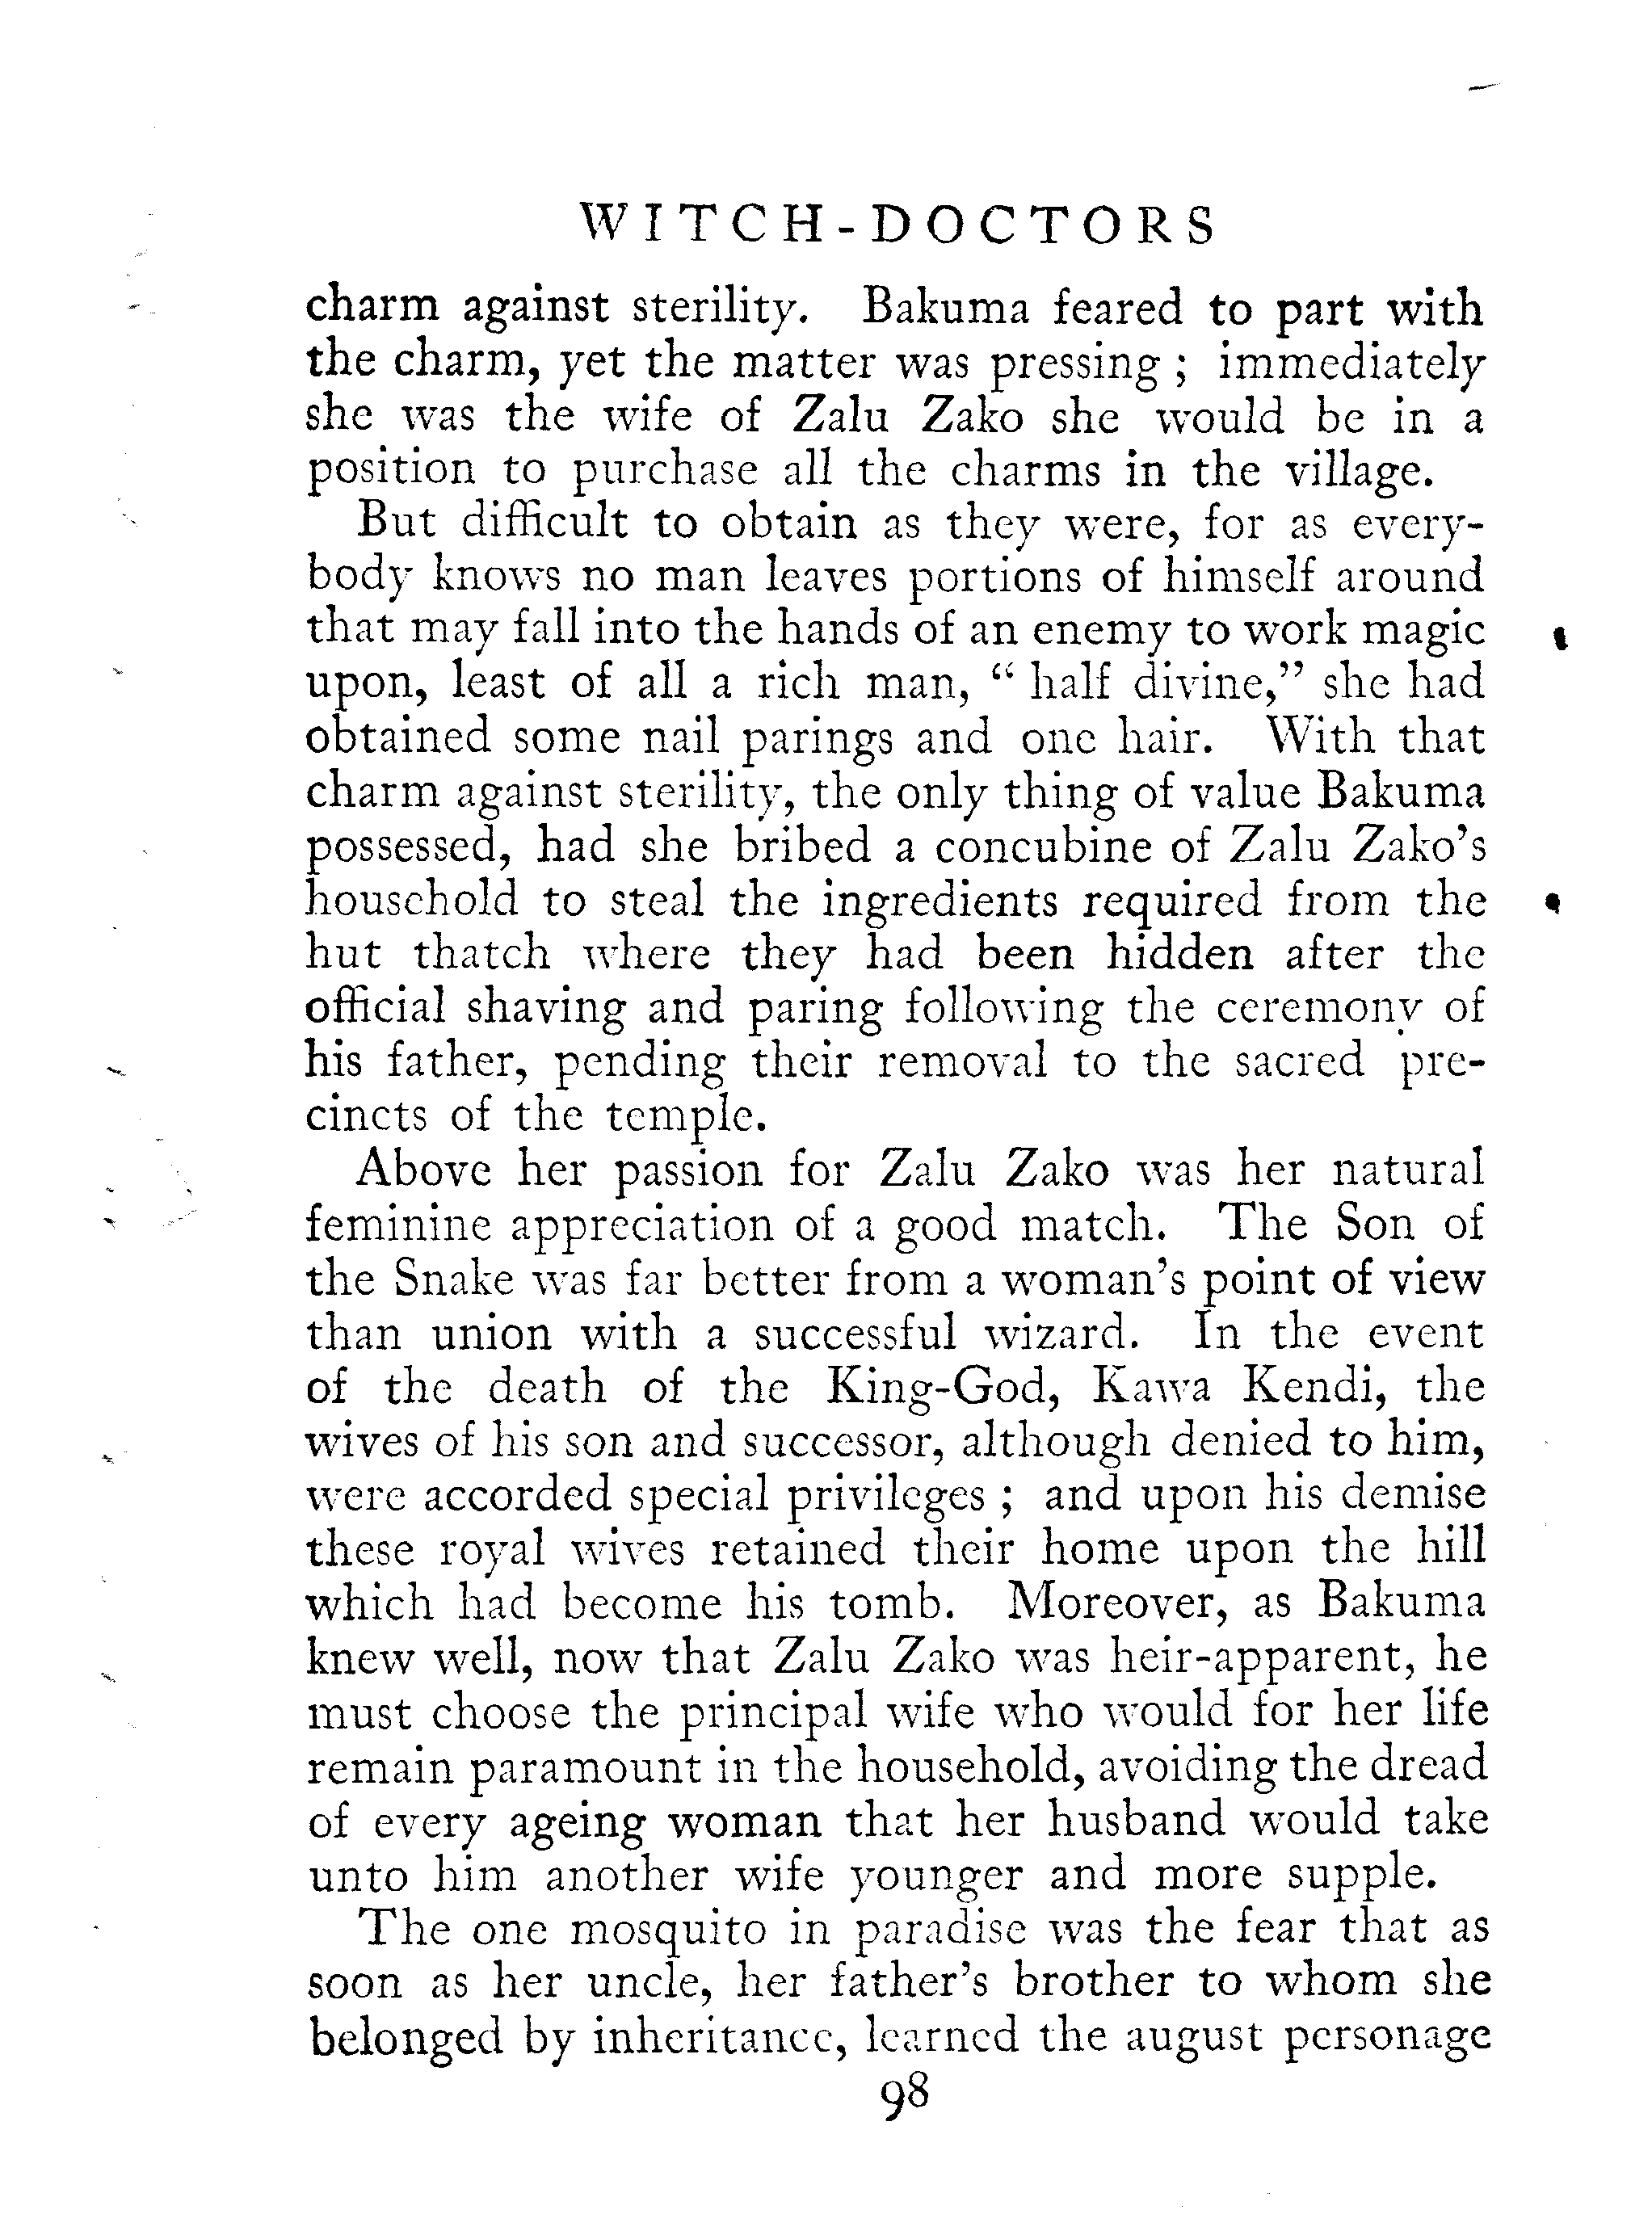 WITCH-DOCTORS
charm against sterility. Bakuma feared to part with
the charm, yet the matter was pressing ; immediately
she was the wife of Zalu Zako she would be in a
position to purchase all the charms in the village.
But difficult to obtain as they were, for as every-
body knows no man leaves portions of himself around
that may fall into the hands of an enemy to work magic
upon, least of all a rich man, “ half divine,” she had
obtained some nail parings and one hair. With that
charm against sterility, the only thing of value Bakuma
possessed, had she bribed a concubine of Zalu Zako’s
household to steal the ingredients required from the
hut thatch where they had been hidden after the
official shaving and paring following the ceremony of
his father, pending their removal to the sacred pre-
cincts of the temple.
Above her passion for Zalu Zako was her natural
feminine appreciation of a good match. The Son of
the Snake was far better from a woman’s point of view
than union with a successful wizard. In the event
of the death of the King-God, Kawa Kendi, the
wives of his son and successor, although denied to him,
were accorded special privileges ; and upon his demise
these royal wives retained their home upon the hill
which had become his tomb. Moreover, as Bakuma
knew well, now that Zalu Zako was heir-apparent, he
must choose the principal wife who would for her life
remain paramount in the household, avoiding the dread
of every ageing woman that her husband would take
unto him another wife younger and more supple.
The one mosquito in paradise was the fear that as
soon as her uncle, her father’s brother to whom she
belonged by inheritance, learned the august personage
98